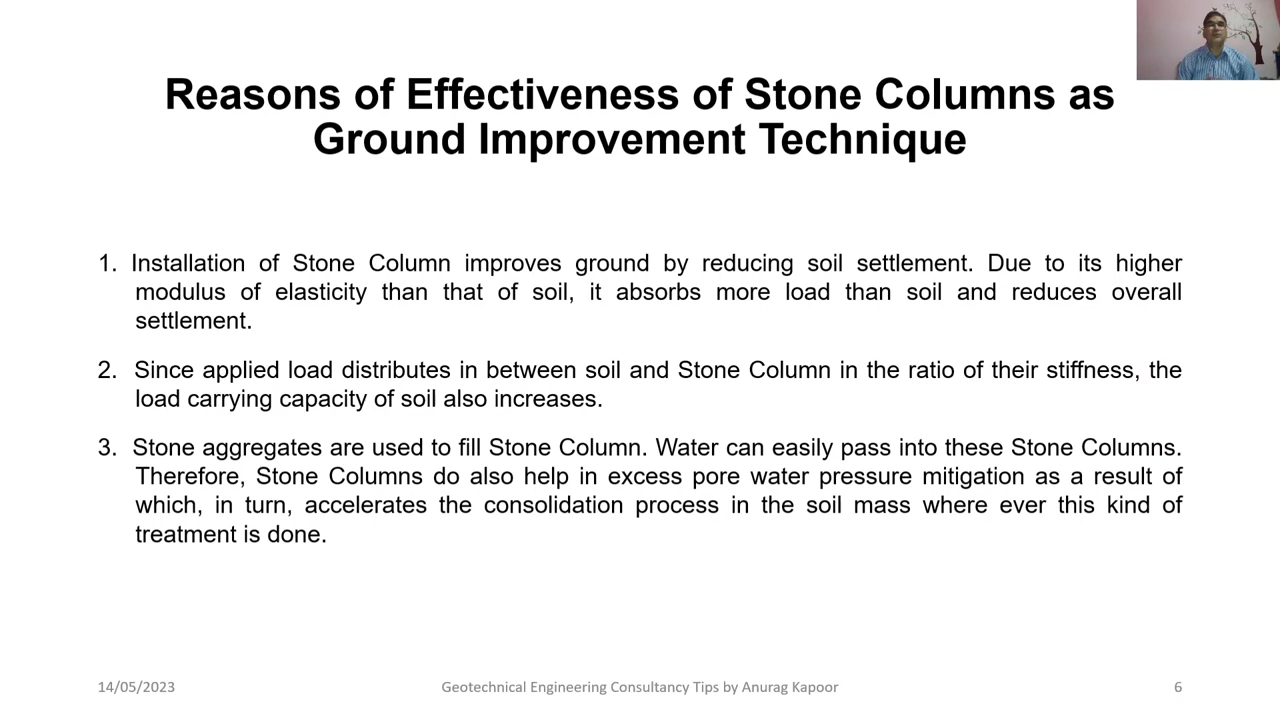 Reasons of Effectiveness of Stone Columns as
Ground Improvement Technique
1. Installation of Stone Column improves ground by reducing soil settlement. Due to its higher
modulus of elasticity than that of soil, it absorbs more load than soil and reduces overall
settlement.
2. Since applied load distributes in between soil and Stone Column in the ratio of their stiffness, the
load carrying capacity of soil also increases.
3. Stone aggregates are used to fill Stone Column. Water can easily pass into these Stone Columns.
Therefore, Stone Columns do also help in excess pore water pressure mitigation as a result of
which, in turn, accelerates the consolidation process in the soil mass where ever this kind of
treatment is done.
14/05/2023 Geotechnical Engineering Consultancy Tips by Anurag Kapoor 6